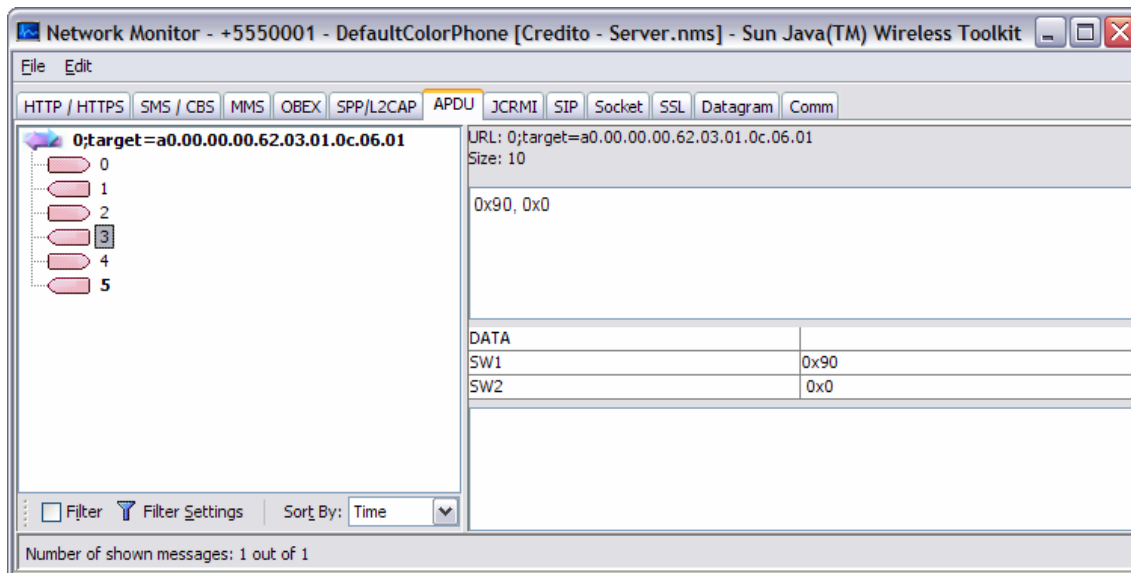 Network Monitor - +5550001 - DefaultColorPhone [Credito - Server.nms] - Sun Java(TM) Wireless Toolkit
File Edit
HTTP / HTTPS SMS / CBS MMS OBEX SPP/L2CAP APDU JCRMI SIP Socket SSL Datagram Comm
0;target=a0.00.00.00.62.03.01.0c.06.01
0
1
2
3
4
5
Filter Filter Settings Sort By: Time
URL: 0;target=a0.00.00.00.62.03.01.0c.06.01
Size: 10
0x90, 0x0
DATA
SW1 0x90
SW2 0x0
Number of shown messages: 1 out of 1